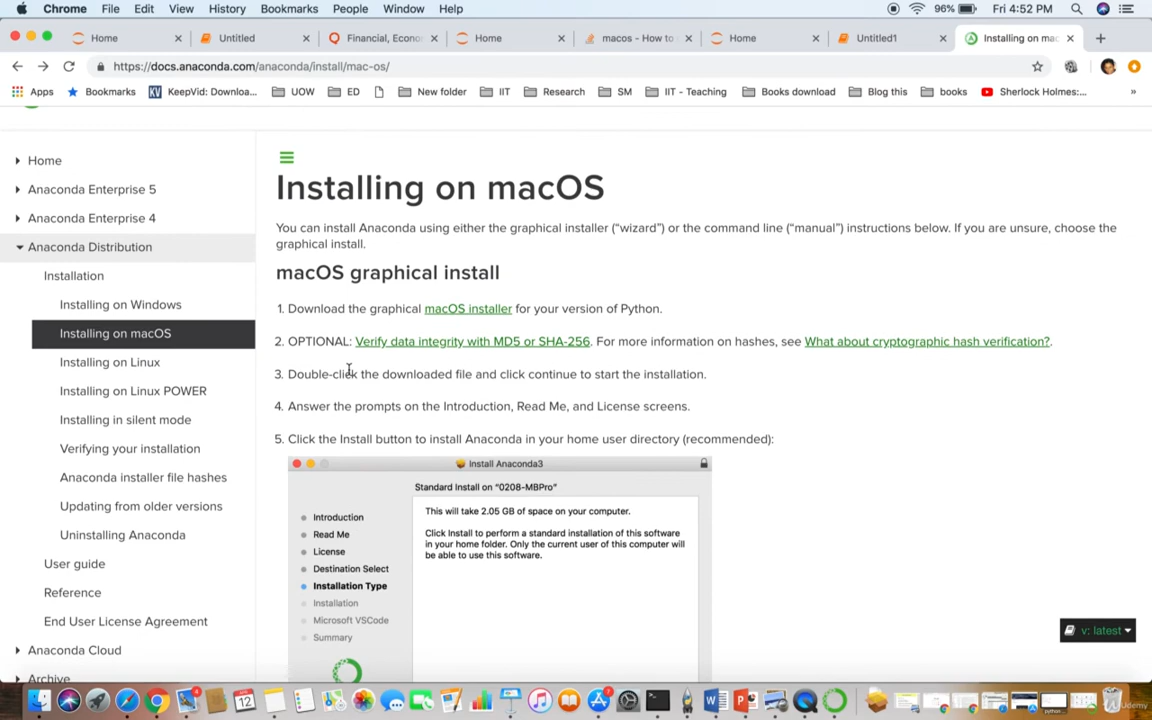 Chrome File Edit View History Bookmarks People Window Help 96% Fri 4:52 PM
Home Untitled Financial, Econo Home macos - How to Home Untitled1 Installing on mac
https://docs.anaconda.com/anaconda/install/mac-os/
Apps Bookmarks KeepVid: Downloa... UOW ED New folder IIT Research SM IIT - Teaching Books download Blog this books Sherlock Holmes:... »
Home
Anaconda Enterprise 5
Anaconda Enterprise 4
Anaconda Distribution
Installation
Installing on Windows
Installing on macOS
Installing on Linux
Installing on Linux POWER
Installing in silent mode
Verifying your installation
Anaconda installer file hashes
Updating from older versions
Uninstalling Anaconda
User guide
Reference
End User License Agreement
Anaconda Cloud
Archive
Installing on macOS
You can install Anaconda using either the graphical installer (“wizard”) or the command line (“manual”) instructions below. If you are unsure, choose the
graphical install.
macOS graphical install
1. Download the graphical macOS installer for your version of Python.
2. OPTIONAL: Verify data integrity with MD5 or SHA-256. For more information on hashes, see What about cryptographic hash verification?.
3. Double-click the downloaded file and click continue to start the installation.
4. Answer the prompts on the Introduction, Read Me, and License screens.
5. Click the Install button to install Anaconda in your home user directory (recommended):
Install Anaconda3
Standard Install on “0208-MBPro”
Introduction
Read Me
License
Destination Select
Installation Type
Installation
Microsoft VSCode
Summary
This will take 2.05 GB of space on your computer.
Click Install to perform a standard installation of this software
in your home folder. Only the current user of this computer will
be able to use this software.
v: latest
12
Udemy